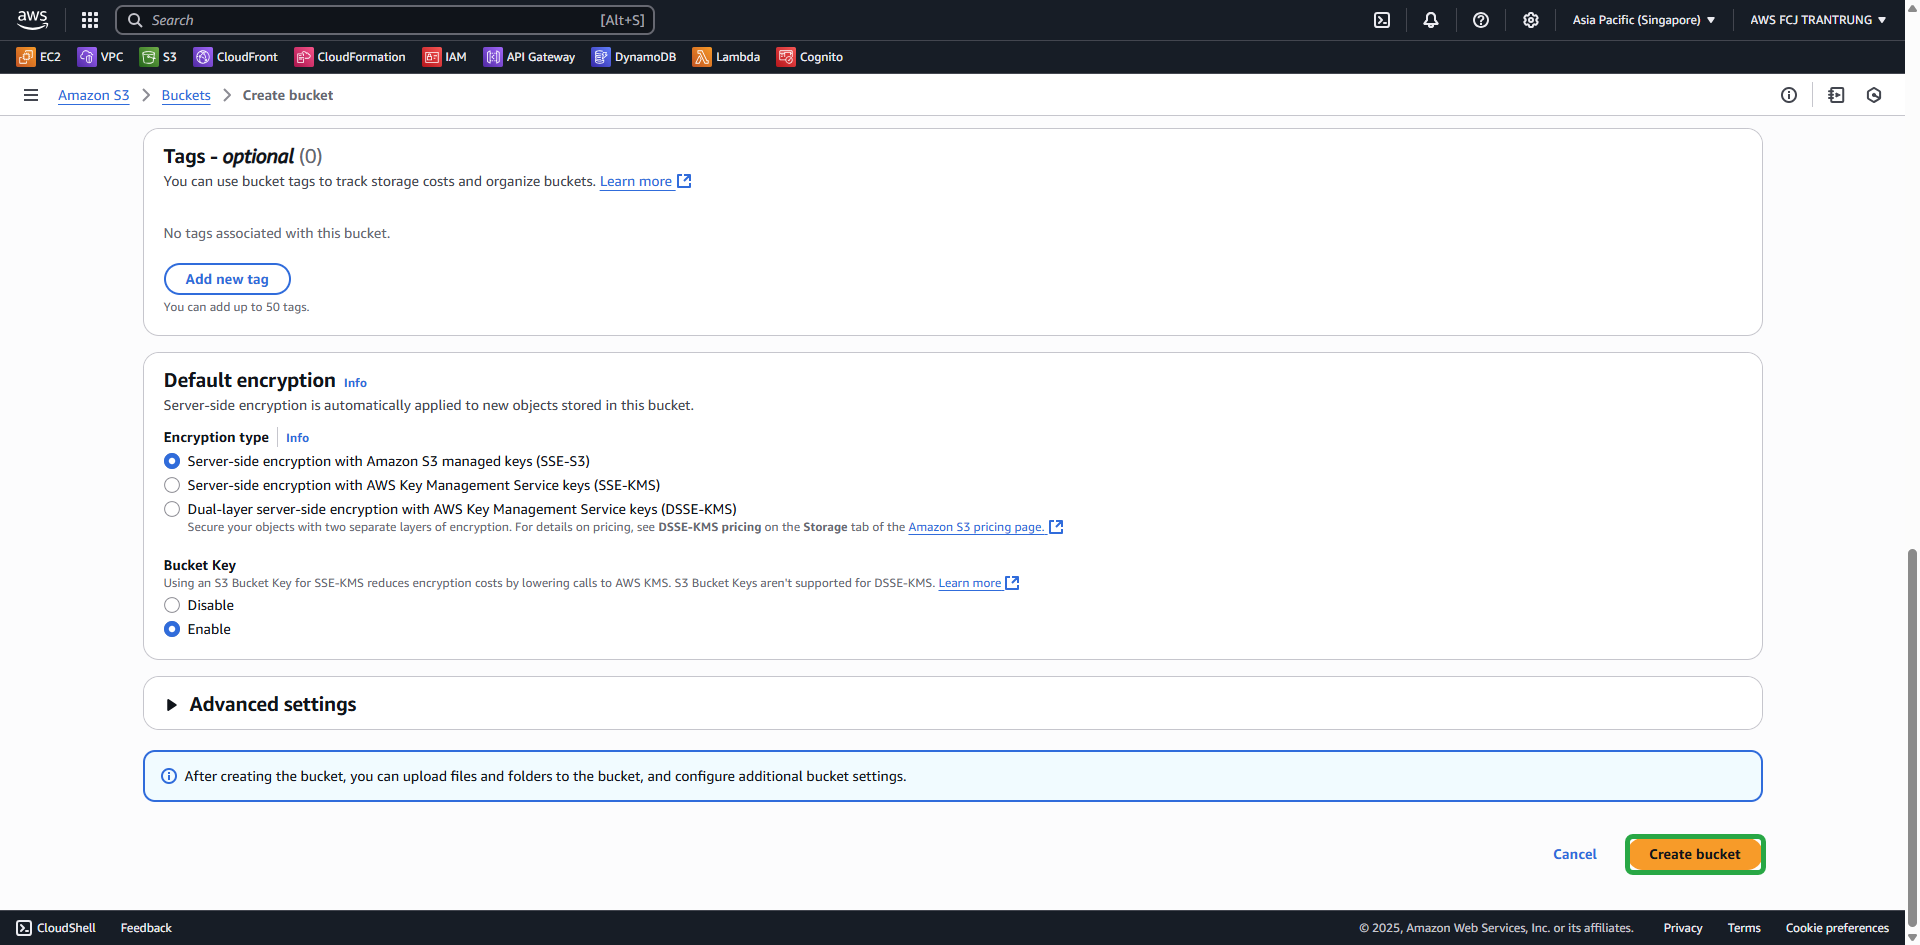 aws
Search [Alt+S]
Asia Pacific (Singapore)
AWS FCJ TRANTRUNG
EC2 VPC S3 CloudFront CloudFormation IAM API Gateway DynamoDB Lambda Cognito
Amazon S3 Buckets Create bucket
Tags - optional (0)
You can use bucket tags to track storage costs and organize buckets. Learn more
No tags associated with this bucket.
Add new tag
You can add up to 50 tags.
Default encryption Info
Server-side encryption is automatically applied to new objects stored in this bucket.
Encryption type Info
Server-side encryption with Amazon S3 managed keys (SSE-S3)
Server-side encryption with AWS Key Management Service keys (SSE-KMS)
Dual-layer server-side encryption with AWS Key Management Service keys (DSSE-KMS)
Secure your objects with two separate layers of encryption. For details on pricing, see DSSE-KMS pricing on the Storage tab of the Amazon S3 pricing page.
Bucket Key
Using an S3 Bucket Key for SSE-KMS reduces encryption costs by lowering calls to AWS KMS. S3 Bucket Keys aren't supported for DSSE-KMS. Learn more
Disable
Enable
Advanced settings
After creating the bucket, you can upload files and folders to the bucket, and configure additional bucket settings.
Cancel Create bucket
CloudShell Feedback © 2025, Amazon Web Services, Inc. or its affiliates. Privacy Terms Cookie preferences